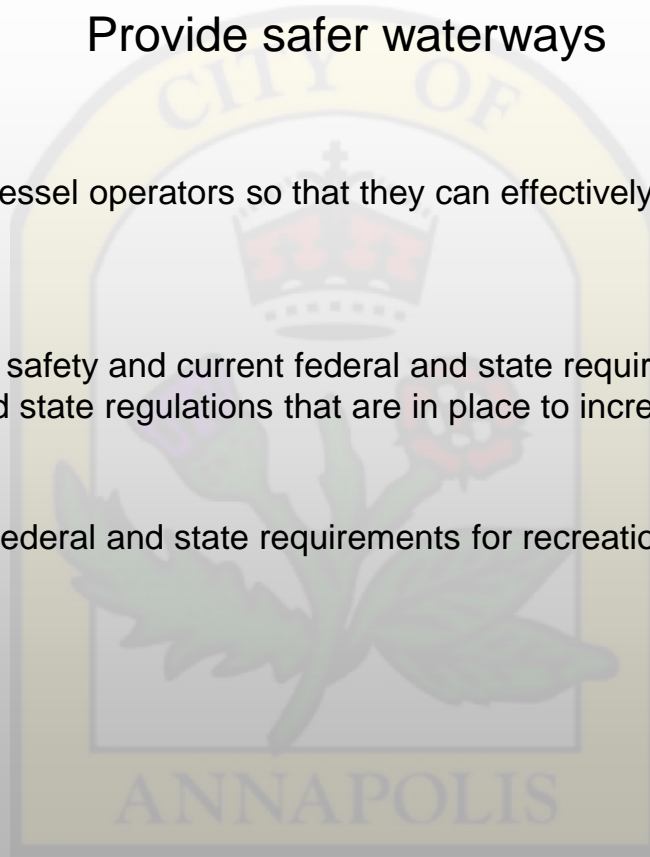 Provide safer waterways
CITY OF
essel operators so that they can effectively
safety and current federal and state requir
d state regulations that are in place to incre
ederal and state requirements for recreatio
ANNAPOLIS